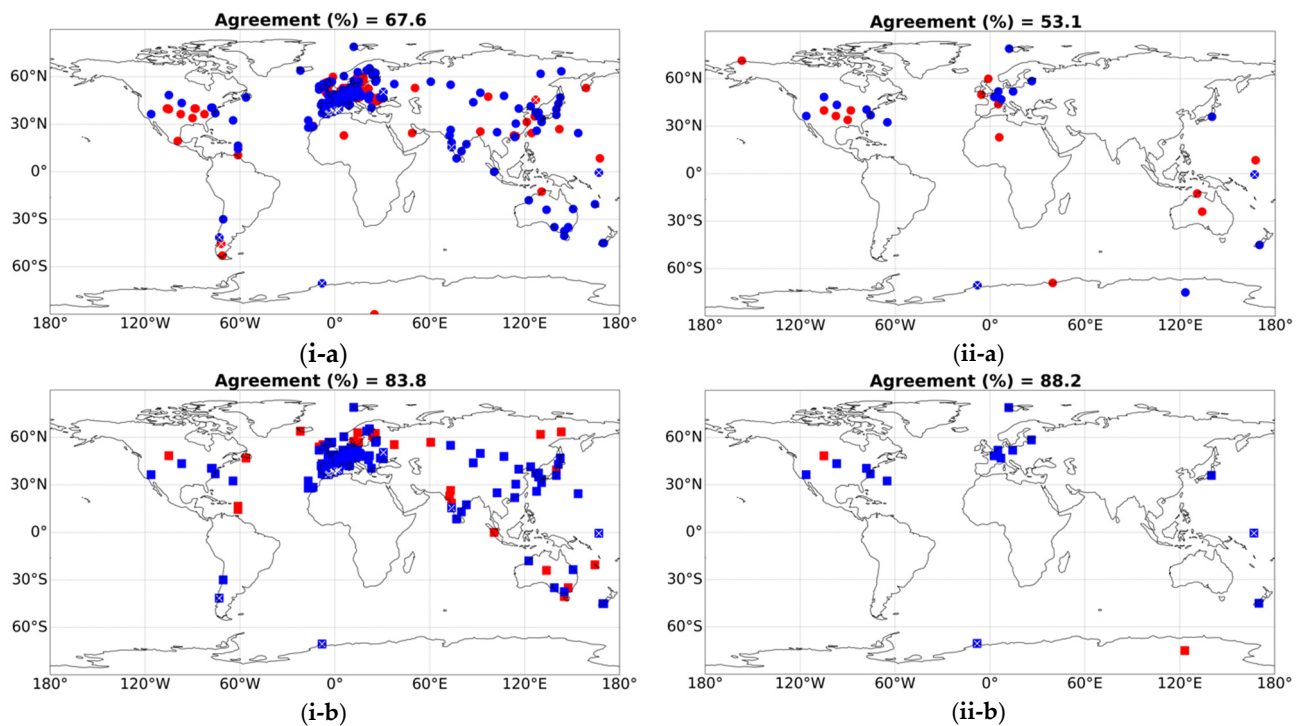 Agreement (%) = 67.6
60°N
30°N
0°
30°S
60°S
180° 120°W 60°W 0° 60°E 120°E 180°
(i-a)
Agreement (%) = 53.1
60°N
30°N
0°
30°S
60°S
180° 120°W 60°W 0° 60°E 120°E 180°
(ii-a)
Agreement (%) = 83.8
60°N
30°N
0°
30°S
60°S
180° 120°W 60°W 0° 60°E 120°E 180°
(i-b)
Agreement (%) = 88.2
60°N
30°N
0°
30°S
60°S
180° 120°W 60°W 0° 60°E 120°E 180°
(ii-b)